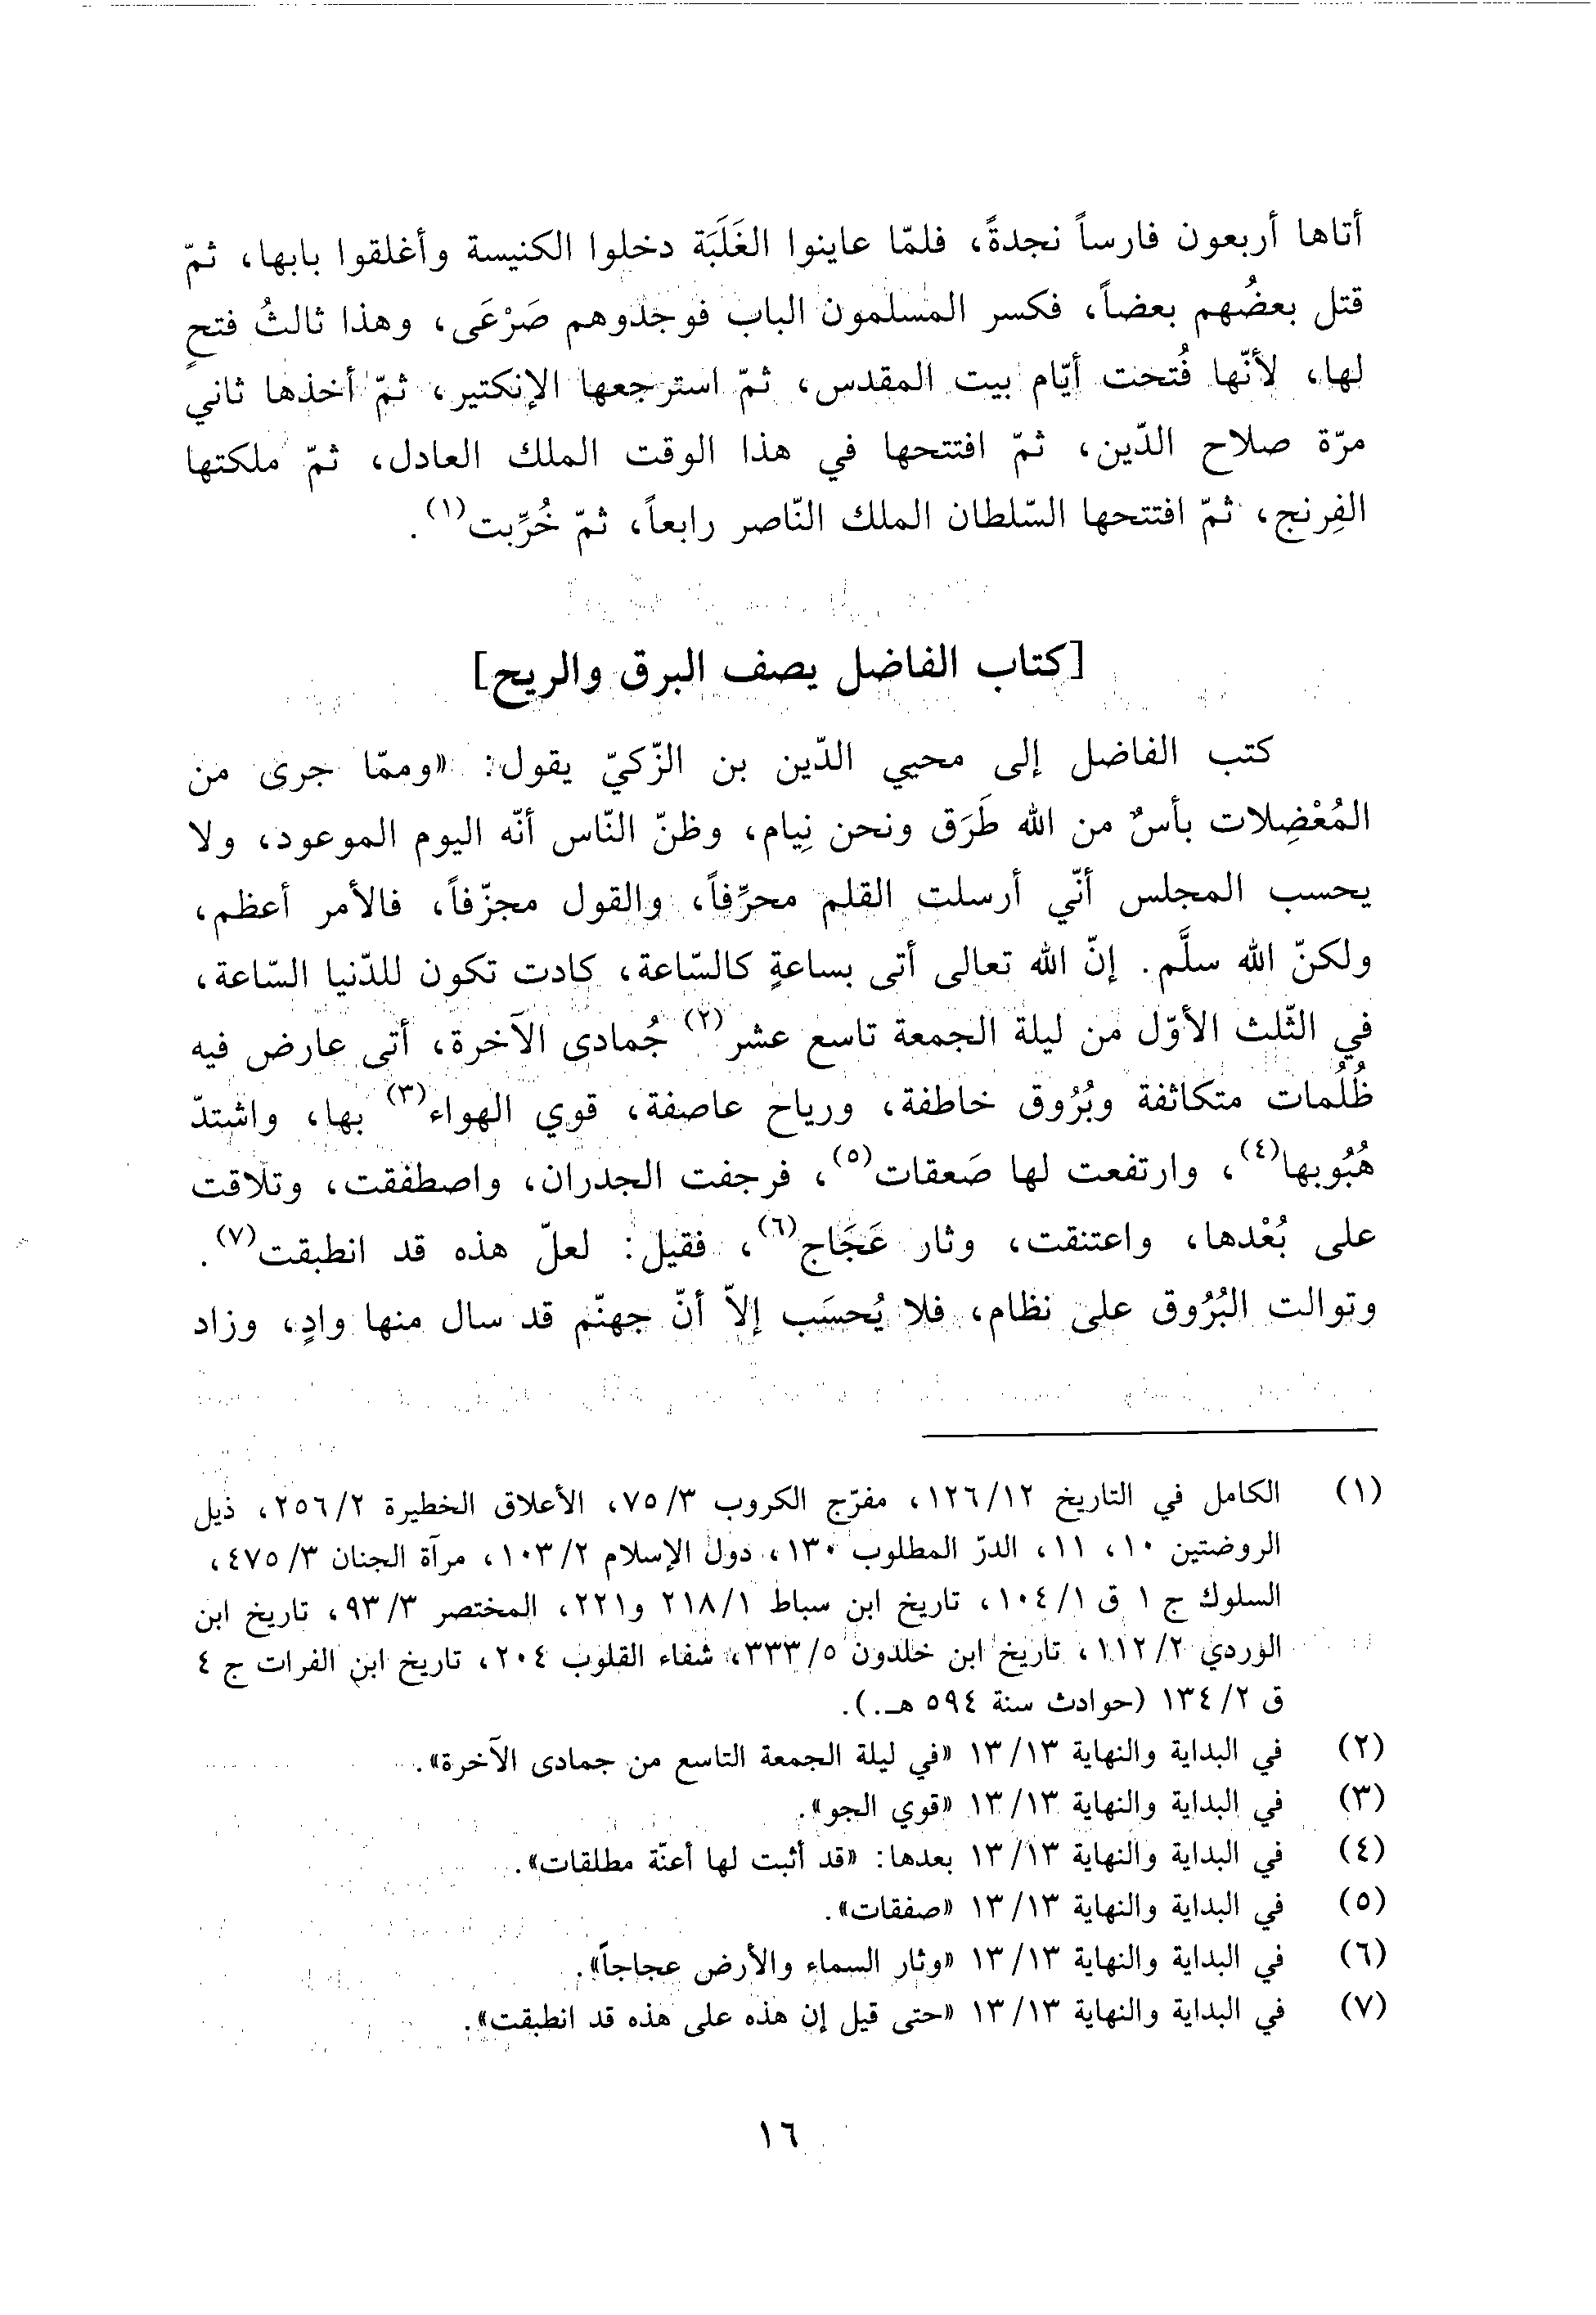 أتاها أربعون فارساً نجدةً، فلمّا عاينوا الغَلَبَة دخلوا الكنيسة وأغلقوا بابها، ثمّ
قتل بعضُهم بعضاً، فكسر المسلمون الباب فوجدوهم صَرْعَى، وهذا ثالثُ فتحٍ
لها، لأنّها فُتحت أيّام بيت المقدس، ثمّ استرجعها الإنكتير، ثمّ أخذها ثاني
مرّة صلاح الدّين، ثمّ افتتحها في هذا الوقت الملك العادل، ثمّ ملكتها
الفِرنج، ثمّ افتتحها السّلطان الملك النّاصر رابعاً، ثمّ خُرِّبت(١).
[كتاب الفاضل يصف البرق والريح]
كتب الفاضل إلى محيي الدّين بن الزّكيّ يقول: «وممّا جرى من
المُعْضِلات بأسٌ من الله طَرَق ونحن نِيام، وظنّ النّاس أنّه اليوم الموعود، ولا
يحسب المجلس أنّي أرسلت القلم محرِّفاً، والقول مجزّفاً، فالأمر أعظم،
ولكنّ الله سلَّم. إنّ الله تعالى أتى بساعةٍ كالسّاعة، كادت تكون للدّنيا السّاعة،
في الثّلث الأوّل من ليلة الجمعة تاسع عشر(٢) جُمادى الآخرة، أتى عارض فيه
ظُلُمات متكاثفة وبُرُوق خاطفة، ورياح عاصفة، قوي الهواء(٣) بها، واشتدّ
هُبُوبها(٤)، وارتفعت لها صَعقات(٥)، فرجفت الجدران، واصطفقت، وتلاقت
على بُعْدها، واعتنقت، وثار عَجَاج(٦)، فقيل: لعلّ هذه قد انطبقت(٧).
وتوالت البُرُوق على نظام، فلا يُحسَب إلاّ أنّ جهنّم قد سال منها وادٍ، وزاد
(١) الكامل في التاريخ ١٢٦/١٢، مفرّج الكروب ٧٥/٣، الأعلاق الخطيرة ٢٥٦/٢، ذيل
الروضتين ١٠، ١١، الدرّ المطلوب ١٣٠، دول الإسلام ١٠٣/٢، مرآة الجنان ٤٧٥/٣،
السلوك ج ١ ق ١٠٤/١، تاريخ ابن سباط ٢١٨/١ و٢٢١، المختصر ٩٣/٣، تاريخ ابن
الوردي ١١٢/٢، تاريخ ابن خلدون ٣٣٣/٥، شفاء القلوب ٢٠٤، تاريخ ابن الفرات ج ٤
ق ١٣٤/٢ (حوادث سنة ٥٩٤ هـ.).
(٢) في البداية والنهاية ١٣/١٣ «في ليلة الجمعة التاسع من جمادى الآخرة».
(٣) في البداية والنهاية ١٣/١٣ «قوي الجو».
(٤) في البداية والنهاية ١٣/١٣ بعدها: «قد أثبت لها أعنّة مطلقات».
(٥) في البداية والنهاية ١٣/١٣ «صفقات».
(٦) في البداية والنهاية ١٣/١٣ «وثار السماء والأرض عجاجاً».
(٧) في البداية والنهاية ١٣/١٣ «حتى قيل إن هذه على هذه قد انطبقت».
١٦